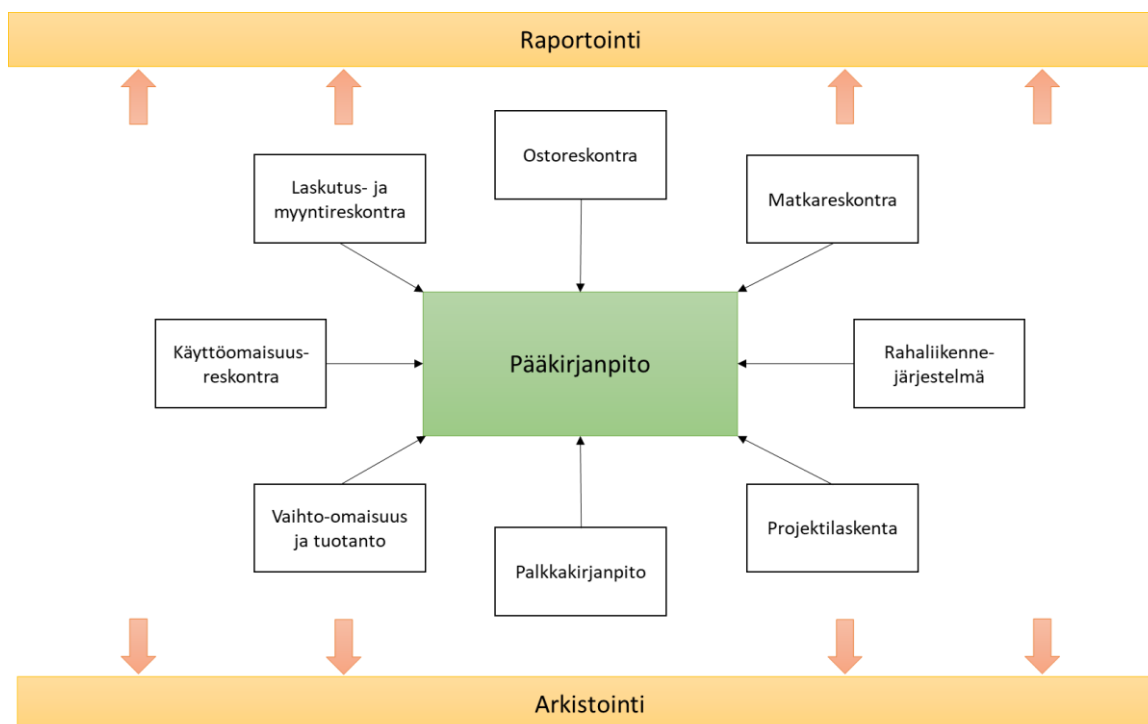 Raportointi
Ostoreskontra
Laskutus- ja
myyntireskontra
Matkareskontra
Käyttöomaisuus-
reskontra
Pääkirjanpito
Rahaliikenne-
järjestelmä
Vaihto-omaisuus
ja tuotanto
Palkkakirjanpito
Projektilaskenta
Arkistointi